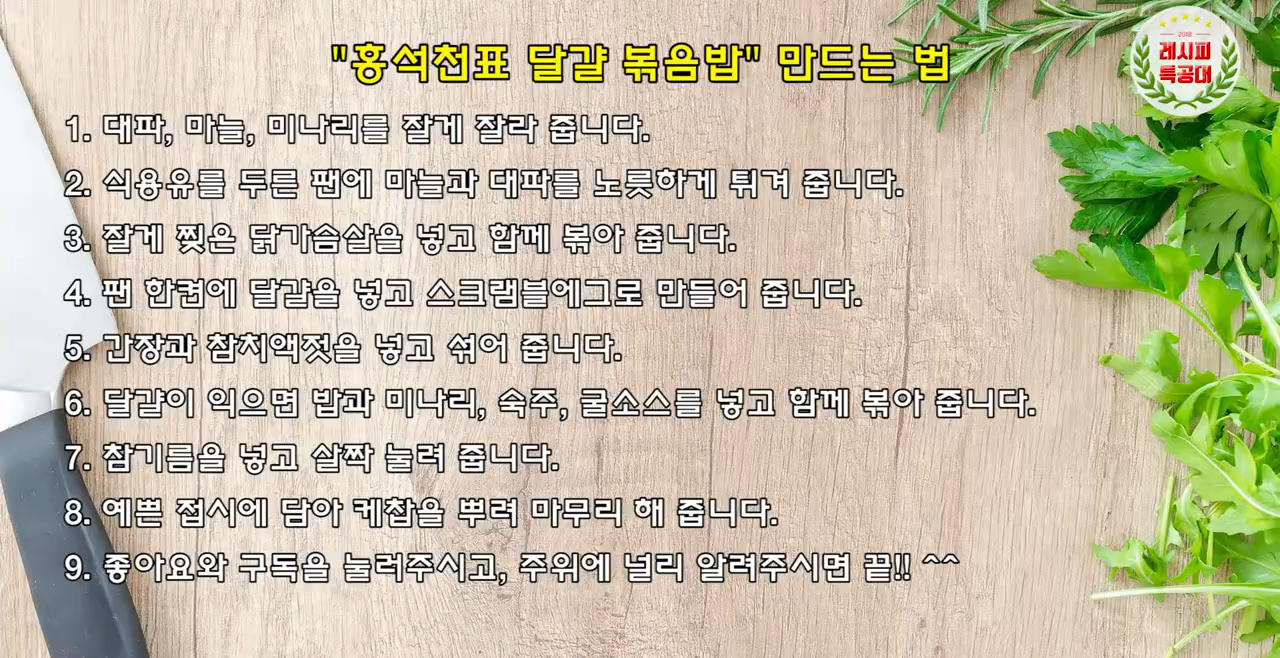 "홍석천표 달걀 볶음밥" 만드는 법
2018
레시피
특공대
1. 대파, 마늘, 미나리를 잘게 잘라 줍니다.
2. 식용유를 두른 팬에 마늘과 대파를 노릇하게 튀겨 줍니다.
3. 잘게 찢은 닭가슴살을 넣고 함께 볶아 줍니다.
4. 팬 한켠에 달걀을 넣고 스크램블에그로 만들어 줍니다.
5. 간장과 참치액젓을 넣고 섞어 줍니다.
6. 달걀이 익으면 밥과 미나리, 숙주, 굴소스를 넣고 함께 볶아 줍니다.
7. 참기름을 넣고 살짝 눌려 줍니다.
8. 예쁜 접시에 담아 케찹을 뿌려 마무리 해 줍니다.
9. 좋아요와 구독을 눌러주시고, 주위에 널리 알려주시면 끝!! ^^